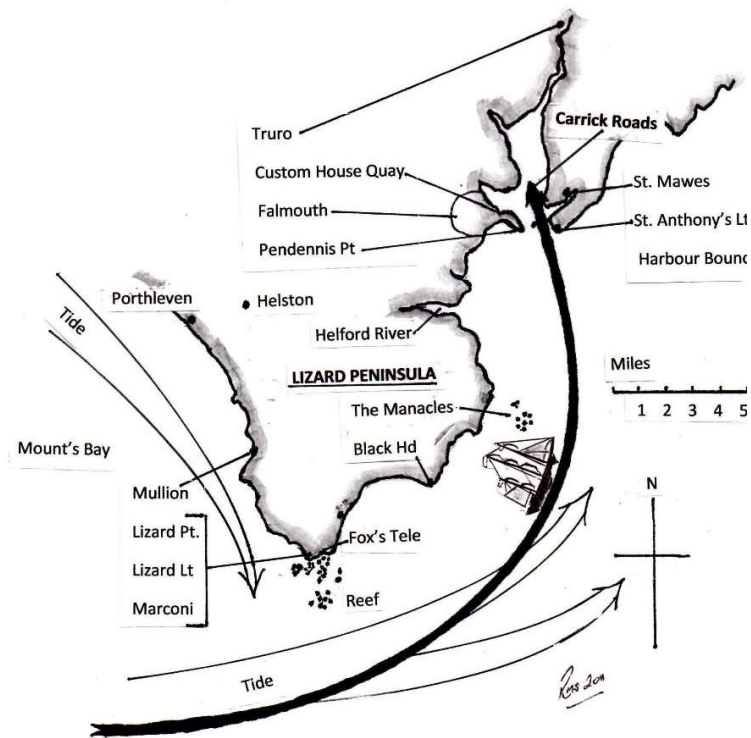 Truro
Carrick Roads
Custom House Quay
St. Mawes
Falmouth
St. Anthony's Lt
Pendennis Pt
Harbour Bound
Porthleven
Helston
Tide
Helford River
LIZARD PENINSULA
Miles
1 2 3 4 5
The Manacles
Mount's Bay
Black Hd
N
Mullion
Lizard Pt.
Fox's Tele
Lizard Lt
Marconi
Reef
Tide